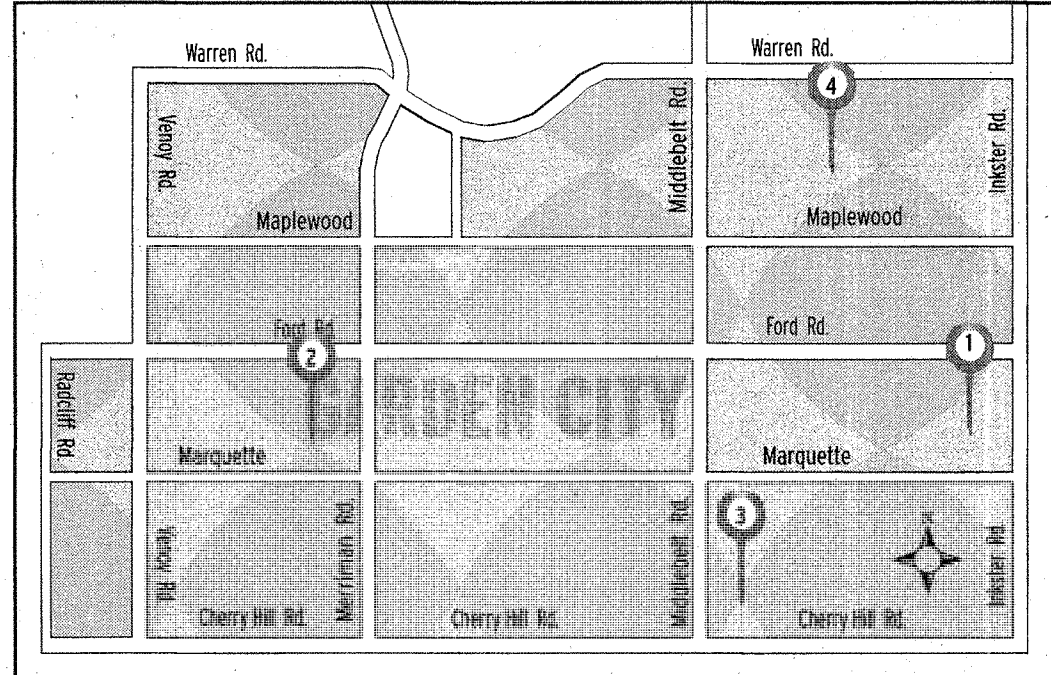 Warren Rd.
Warren Rd.
4
Venoy Rd.
Middlebelt Rd.
Inkster Rd.
Maplewood
Maplewood
Ford Rd.
Ford Rd.
2
1
Radcliff Rd.
GARDEN CITY
Marquette
Marquette
3
N
Venoy Rd.
Merriman Rd.
Middlebelt Rd.
Inkster Rd.
Cherry Hill Rd.
Cherry Hill Rd.
Cherry Hill Rd.